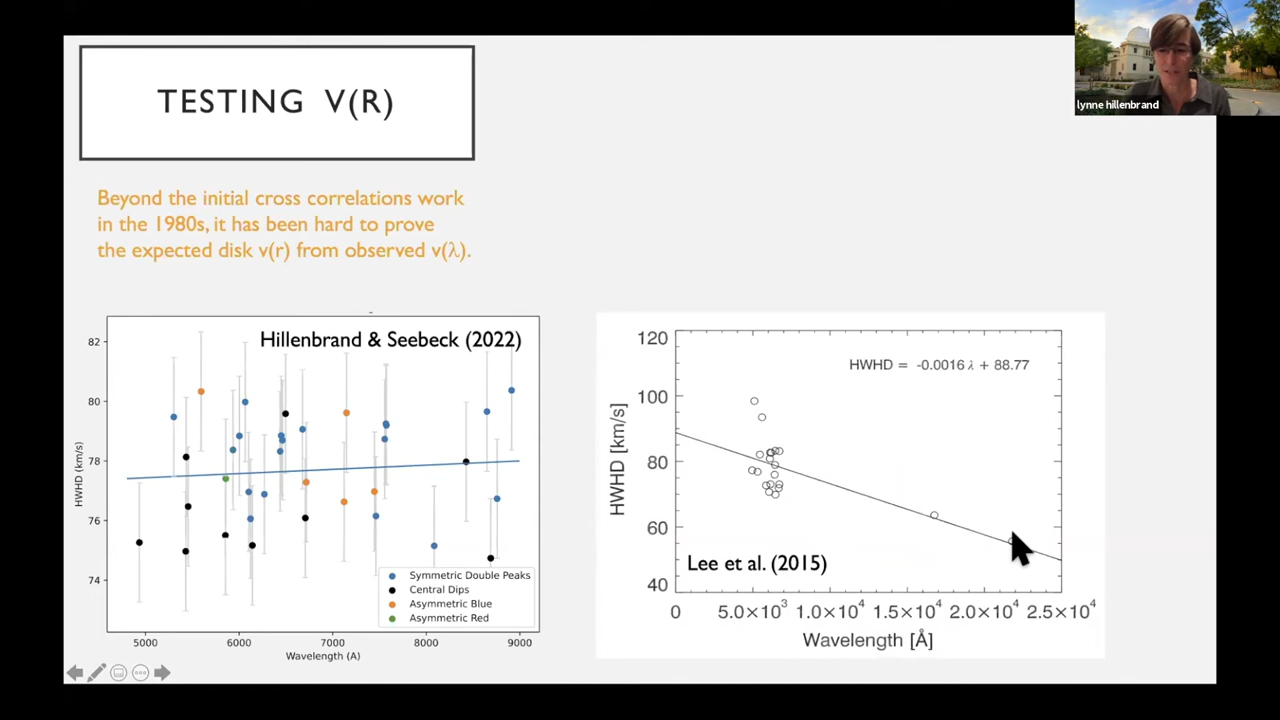 TESTING V(R)
lynne hillenbrand
Beyond the initial cross correlations work
in the 1980s, it has been hard to prove
the expected disk v(r) from observed v(λ).
Hillenbrand & Seebeck (2022)
82
80
78
76
74
HWHD (km/s)
Symmetric Double Peaks
Central Dips
Asymmetric Blue
Asymmetric Red
5000
6000
7000
8000
9000
Wavelength (A)
HWHD = -0.0016 λ + 88.77
120
100
80
60
40
HWHD [km/s]
Lee et al. (2015)
0
5.0×10³
1.0×10⁴
1.5×10⁴
2.0×10⁴
2.5×10⁴
Wavelength [Å]